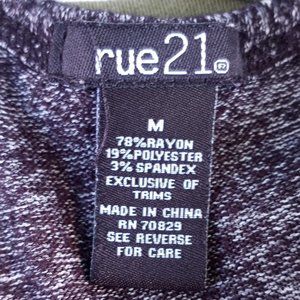 rue21®
M
78%RAYON
19%POLYESTER
3% SPANDEX
EXCLUSIVE OF
TRIMS
MADE IN CHINA
RN 70829
SEE REVERSE
FOR CARE